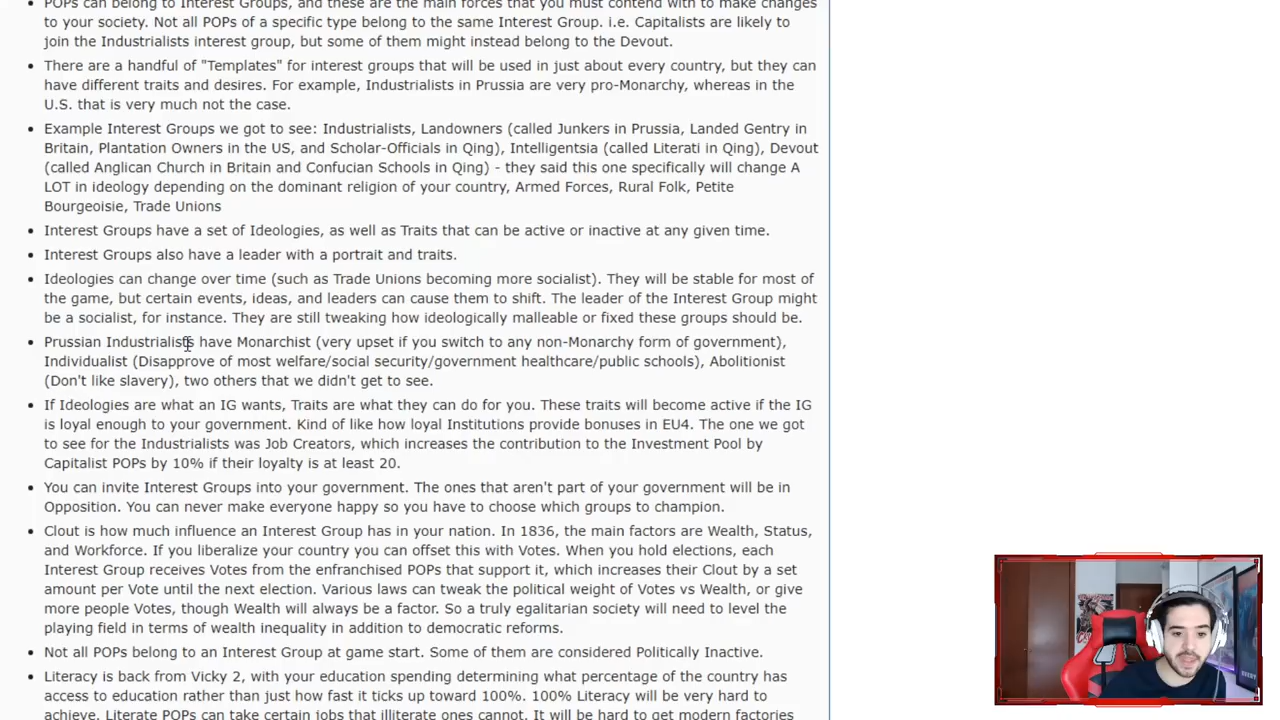 POPs can belong to Interest Groups, and these are the main forces that you must contend with to make changes
to your society. Not all POPs of a specific type belong to the same Interest Group. i.e. Capitalists are likely to
join the Industrialists interest group, but some of them might instead belong to the Devout.
There are a handful of "Templates" for interest groups that will be used in just about every country, but they can
have different traits and desires. For example, Industrialists in Prussia are very pro-Monarchy, whereas in the
U.S. that is very much not the case.
Example Interest Groups we got to see: Industrialists, Landowners (called Junkers in Prussia, Landed Gentry in
Britain, Plantation Owners in the US, and Scholar-Officials in Qing), Intelligentsia (called Literati in Qing), Devout
(called Anglican Church in Britain and Confucian Schools in Qing) - they said this one specifically will change A
LOT in ideology depending on the dominant religion of your country, Armed Forces, Rural Folk, Petite
Bourgeoisie, Trade Unions
Interest Groups have a set of Ideologies, as well as Traits that can be active or inactive at any given time.
Interest Groups also have a leader with a portrait and traits.
Ideologies can change over time (such as Trade Unions becoming more socialist). They will be stable for most of
the game, but certain events, ideas, and leaders can cause them to shift. The leader of the Interest Group might
be a socialist, for instance. They are still tweaking how ideologically malleable or fixed these groups should be.
Prussian Industrialists have Monarchist (very upset if you switch to any non-Monarchy form of government),
Individualist (Disapprove of most welfare/social security/government healthcare/public schools), Abolitionist
(Don't like slavery), two others that we didn't get to see.
If Ideologies are what an IG wants, Traits are what they can do for you. These traits will become active if the IG
is loyal enough to your government. Kind of like how loyal Institutions provide bonuses in EU4. The one we got
to see for the Industrialists was Job Creators, which increases the contribution to the Investment Pool by
Capitalist POPs by 10% if their loyalty is at least 20.
You can invite Interest Groups into your government. The ones that aren't part of your government will be in
Opposition. You can never make everyone happy so you have to choose which groups to champion.
Clout is how much influence an Interest Group has in your nation. In 1836, the main factors are Wealth, Status,
and Workforce. If you liberalize your country you can offset this with Votes. When you hold elections, each
Interest Group receives Votes from the enfranchised POPs that support it, which increases their Clout by a set
amount per Vote until the next election. Various laws can tweak the political weight of Votes vs Wealth, or give
more people Votes, though Wealth will always be a factor. So a truly egalitarian society will need to level the
playing field in terms of wealth inequality in addition to democratic reforms.
Not all POPs belong to an Interest Group at game start. Some of them are considered Politically Inactive.
Literacy is back from Vicky 2, with your education spending determining what percentage of the country has
access to education rather than just how fast it ticks up toward 100%. 100% Literacy will be very hard to
achieve. Literate POPs can take certain jobs that illiterate ones cannot. It will be hard to get modern factories